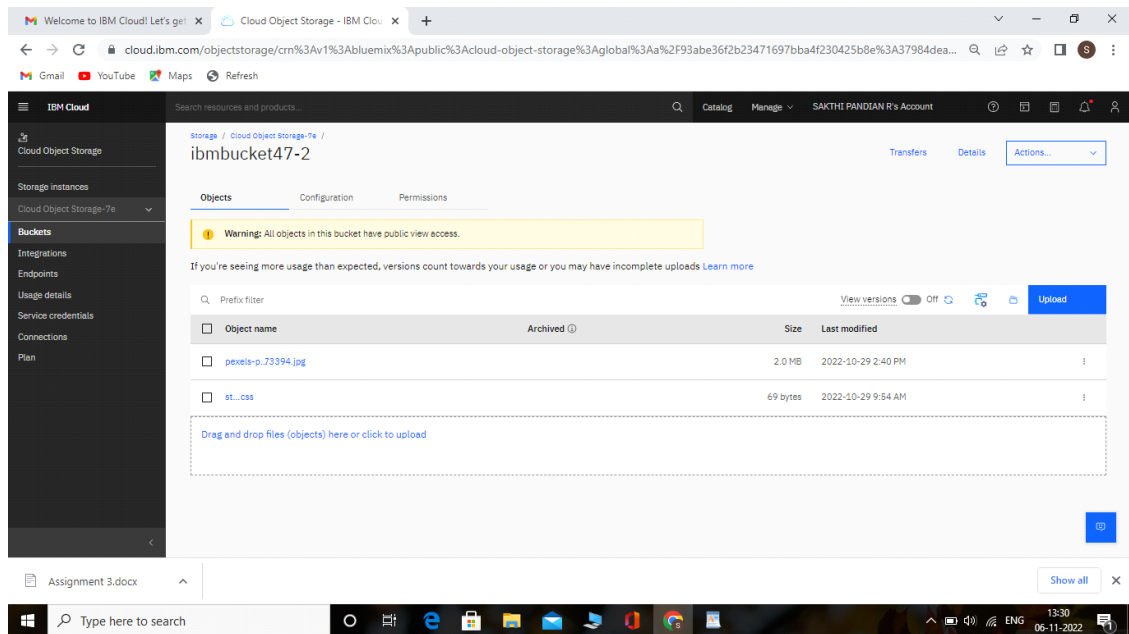 Welcome to IBM Cloud! Let's get
Cloud Object Storage - IBM Clou
cloud.ibm.com/objectstorage/crn%3Av1%3Abluemix%3Apublic%3Acloud-object-storage%3Aglobal%3Aa%2F93abe36f2b23471697bba4f230425b8e%3A37984dea...
S
Gmail YouTube Maps Refresh
IBM Cloud Search resources and products... Catalog Manage SAKTHI PANDIAN R's Account
Cloud Object Storage
Storage instances
Cloud Object Storage-7e
Buckets
Integrations
Endpoints
Usage details
Service credentials
Connections
Plan
Storage / Cloud Object Storage-7e /
ibmbucket47-2
Transfers Details Actions...
Objects Configuration Permissions
Warning: All objects in this bucket have public view access.
If you're seeing more usage than expected, versions count towards your usage or you may have incomplete uploads Learn more
Prefix filter View versions Off Upload
Object name Archived Size Last modified
pexels-p..73394.jpg 2.0 MB 2022-10-29 2:40 PM
st...css 69 bytes 2022-10-29 9:54 AM
Drag and drop files (objects) here or click to upload
Assignment 3.docx Show all
Type here to search ENG 13:30
06-11-2022